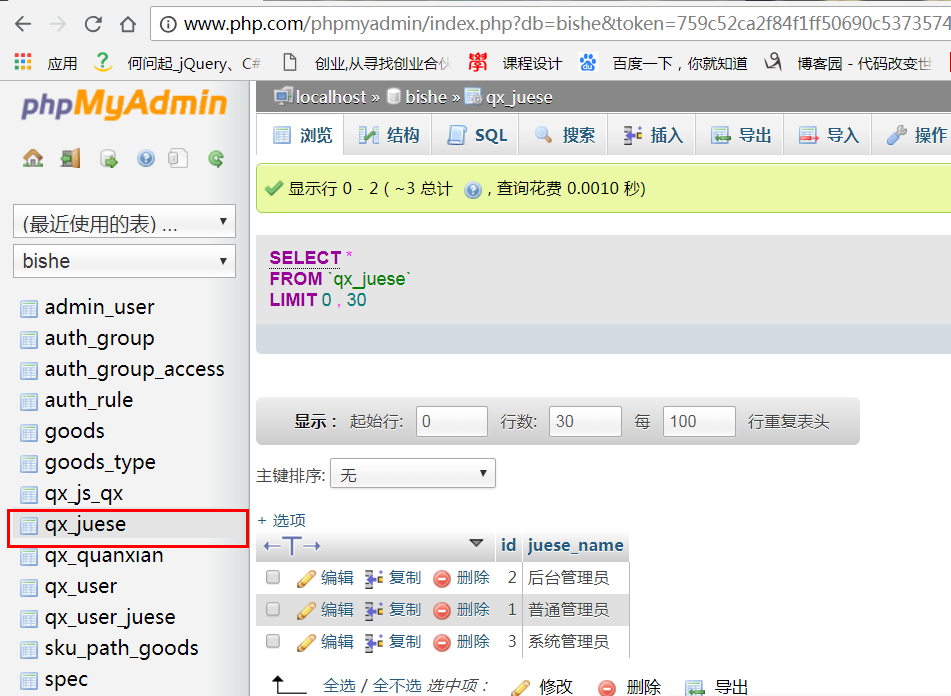 www.php.com/phpmyadmin/index.php?db=bishe&token=759c52ca2f84f1ff50690c5373574
应用 何问起_jQuery、C# 创业,从寻找创业合伙 课程设计 百度一下，你就知道 博客园 - 代码改变世
phpMyAdmin
localhost » bishe » qx_juese
浏览 结构 SQL 搜索 插入 导出 导入 操作
显示行 0 - 2 ( ~3 总计 , 查询花费 0.0010 秒)
(最近使用的表) ...
bishe
admin_user
auth_group
auth_group_access
auth_rule
goods
goods_type
qx_js_qx
qx_juese
qx_quanxian
qx_user
qx_user_juese
sku_path_goods
spec
SELECT *
FROM `qx_juese`
LIMIT 0 , 30
显示： 起始行: 0 行数: 30 每 100 行重复表头
主键排序: 无
+ 选项
←T→ id juese_name
编辑 复制 删除 2 后台管理员
编辑 复制 删除 1 普通管理员
编辑 复制 删除 3 系统管理员
全选 / 全不选 选中项： 修改 删除 导出